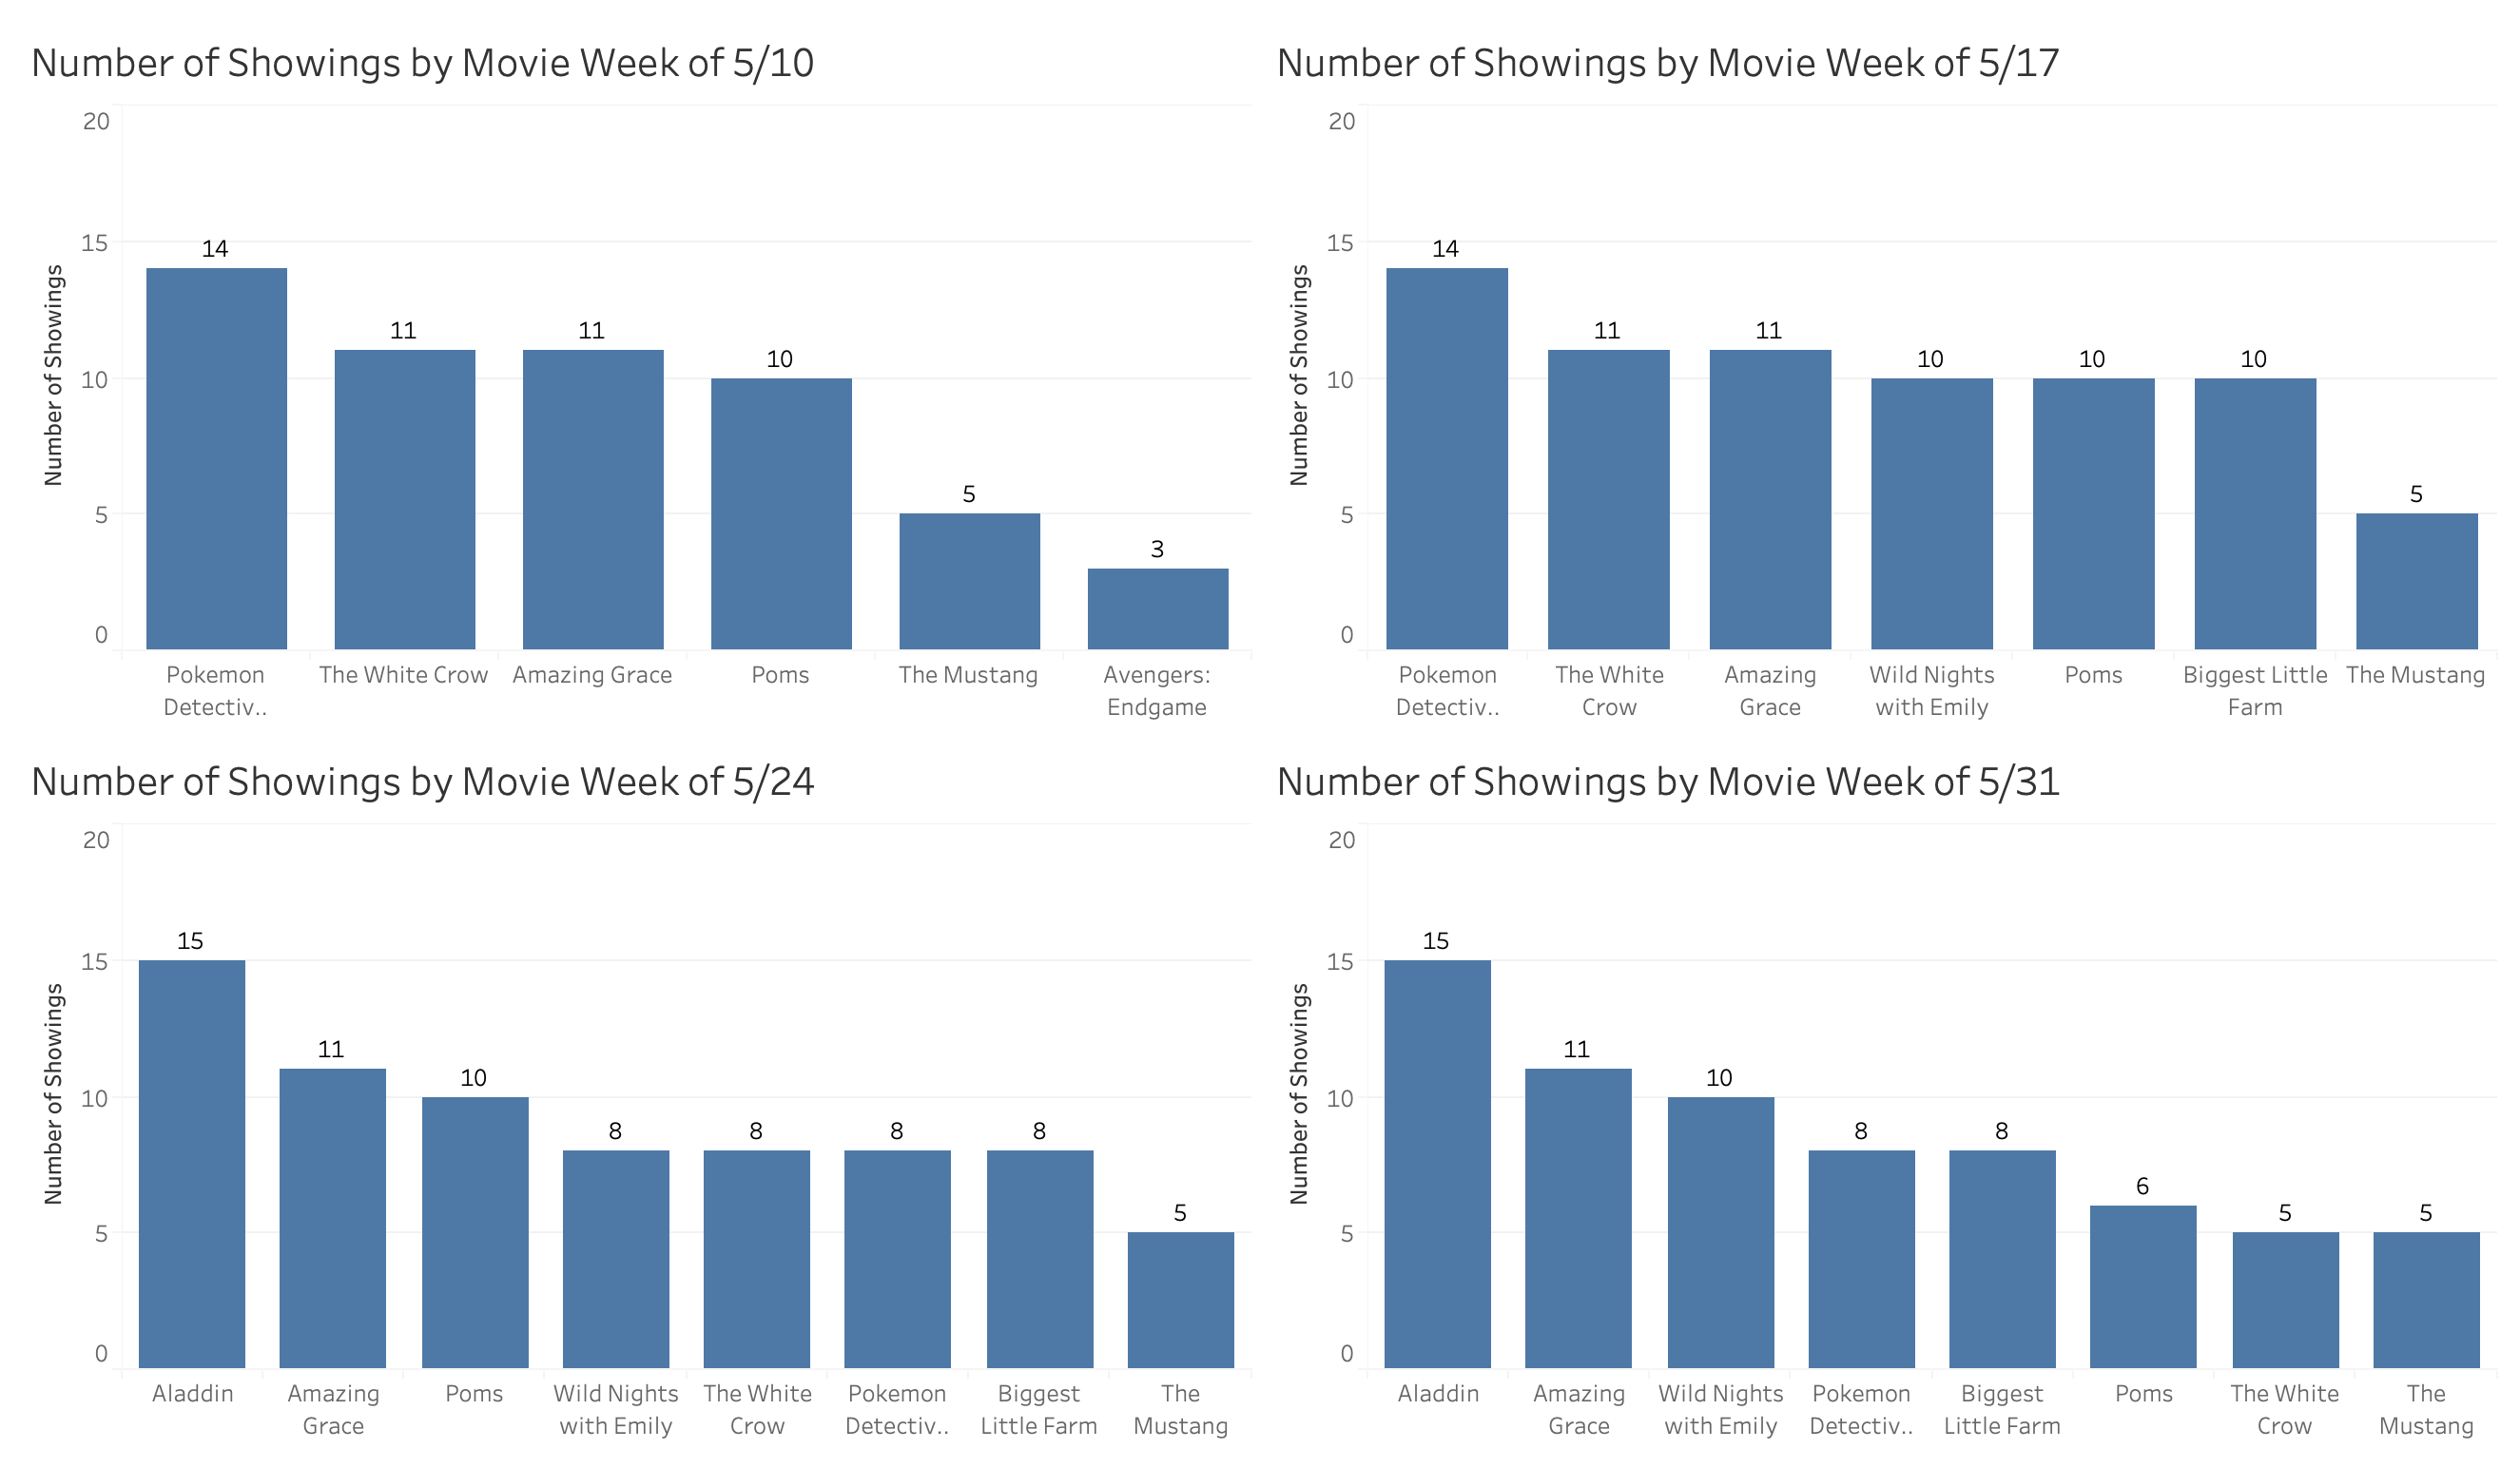 Number of Showings by Movie Week of 5/10
20
15
10
5
0
Number of Showings
14
11
11
10
5
3
Pokemon
Detectiv..
The White Crow
Amazing Grace
Poms
The Mustang
Avengers:
Endgame
Number of Showings by Movie Week of 5/17
20
15
10
5
0
Number of Showings
14
11
11
10
10
10
5
Pokemon
Detectiv..
The White
Crow
Amazing
Grace
Wild Nights
with Emily
Poms
Biggest Little
Farm
The Mustang
Number of Showings by Movie Week of 5/24
20
15
10
5
0
Number of Showings
15
11
10
8
8
8
8
5
Aladdin
Amazing
Grace
Poms
Wild Nights
with Emily
The White
Crow
Pokemon
Detectiv..
Biggest
Little Farm
The
Mustang
Number of Showings by Movie Week of 5/31
20
15
10
5
0
Number of Showings
15
11
10
8
8
6
5
5
Aladdin
Amazing
Grace
Wild Nights
with Emily
Pokemon
Detectiv..
Biggest
Little Farm
Poms
The White
Crow
The
Mustang